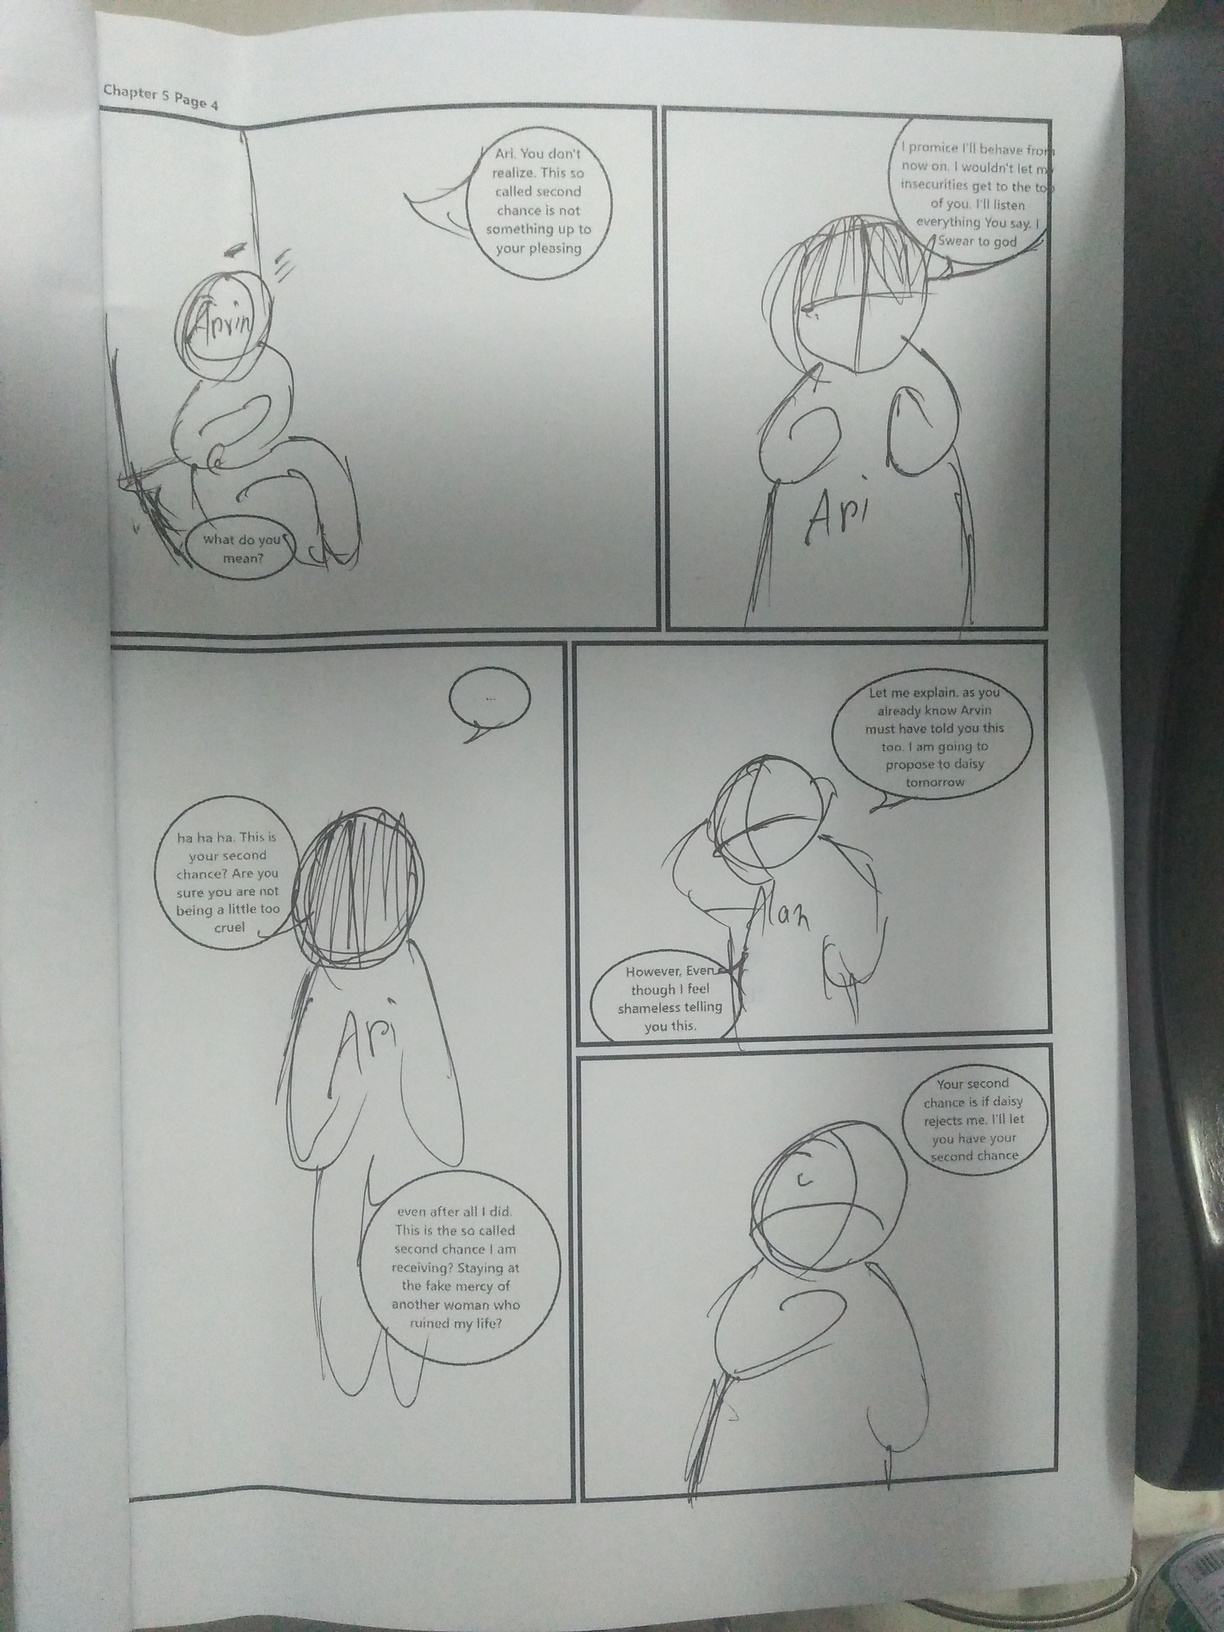 Chapter 5 Page 4
I promice I'll behave from
now on. I wouldn't let my
insecurities get to the top
of you. I'll listen
everything You say. I
Swear to god
Ari
Ari. You don't
realize. This so
called second
chance is not
something up to
your pleasing
Arvin
what do you
mean?
Let me explain. as you
already know Arvin
must have told you this
too. I am going to
propose to daisy
tomorrow
Alan
However, Even
though I feel
shameless telling
you this.
Your second
chance is if daisy
rejects me. I'll let
you have your
second chance
...
ha ha ha. This is
your second
chance? Are you
sure you are not
being a little too
cruel
Ari
even after all I did.
This is the so called
second chance I am
receiving? Staying at
the fake mercy of
another woman who
ruined my life?